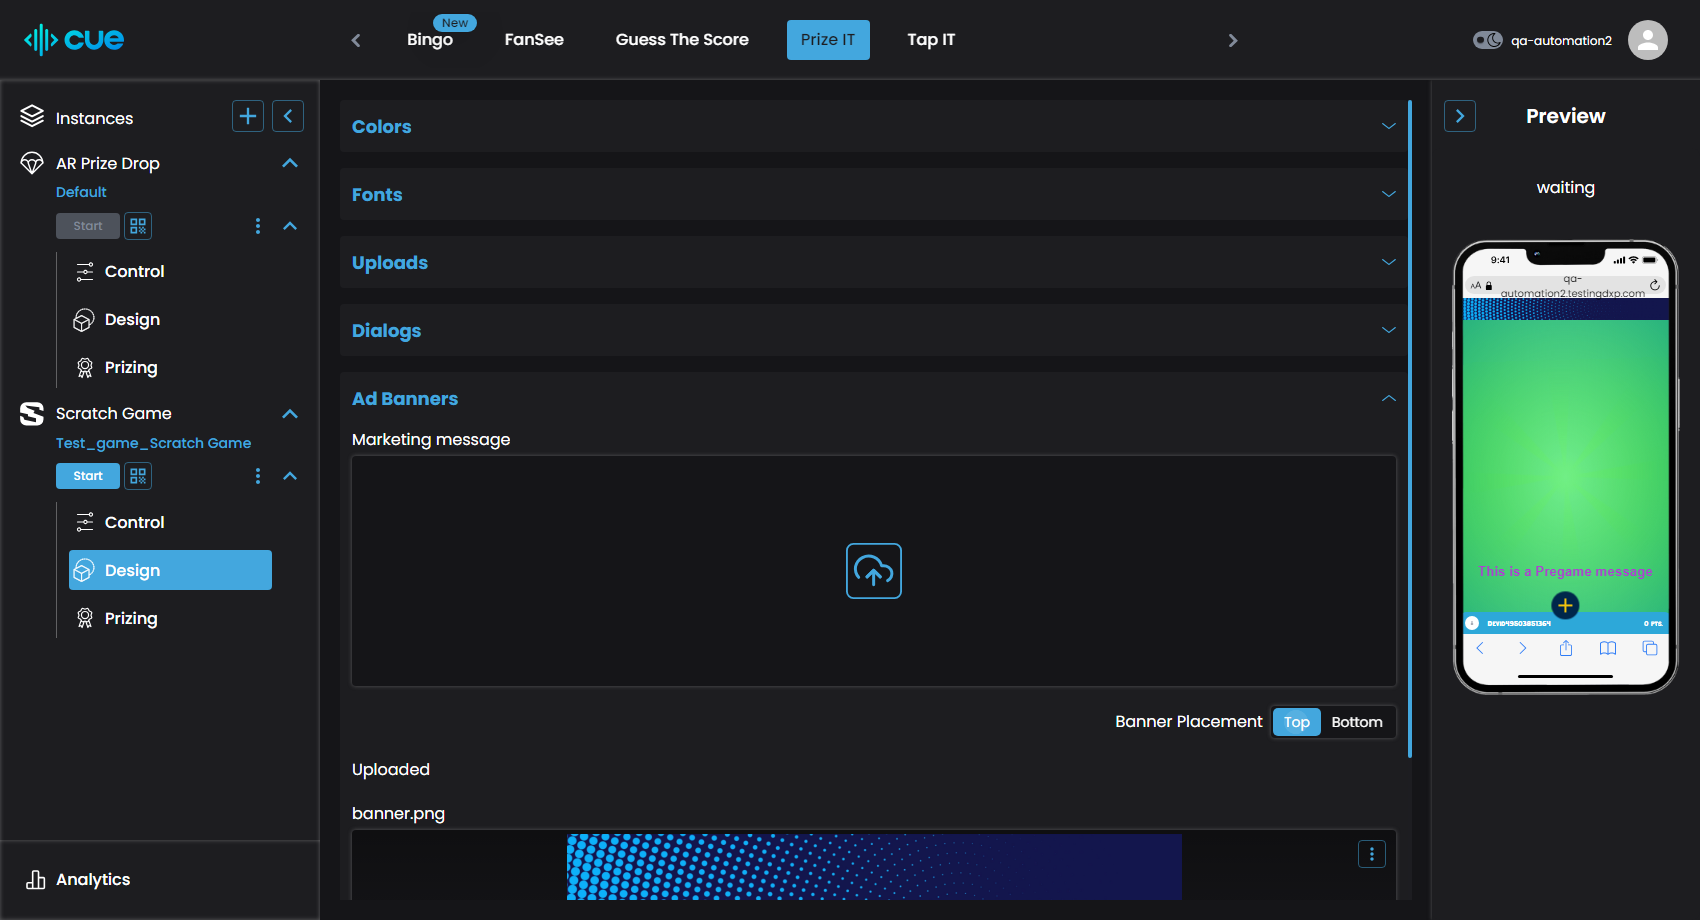 cue
New
Bingo
FanSee
Guess The Score
Prize IT
Tap IT
qa-automation2
Instances
AR Prize Drop
Default
Start
Control
Design
Prizing
Scratch Game
Test_game_Scratch Game
Start
Control
Design
Prizing
Analytics
Colors
Fonts
Uploads
Dialogs
Ad Banners
Marketing message
Banner Placement
Top
Bottom
Uploaded
banner.png
Preview
waiting
9:41
AA
qa-
automation2.testingdxp.com
This is a Pregame message
0 PTS.